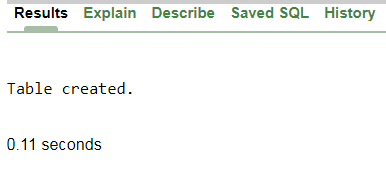 Results Explain Describe Saved SQL History
Table created.
0.11 seconds